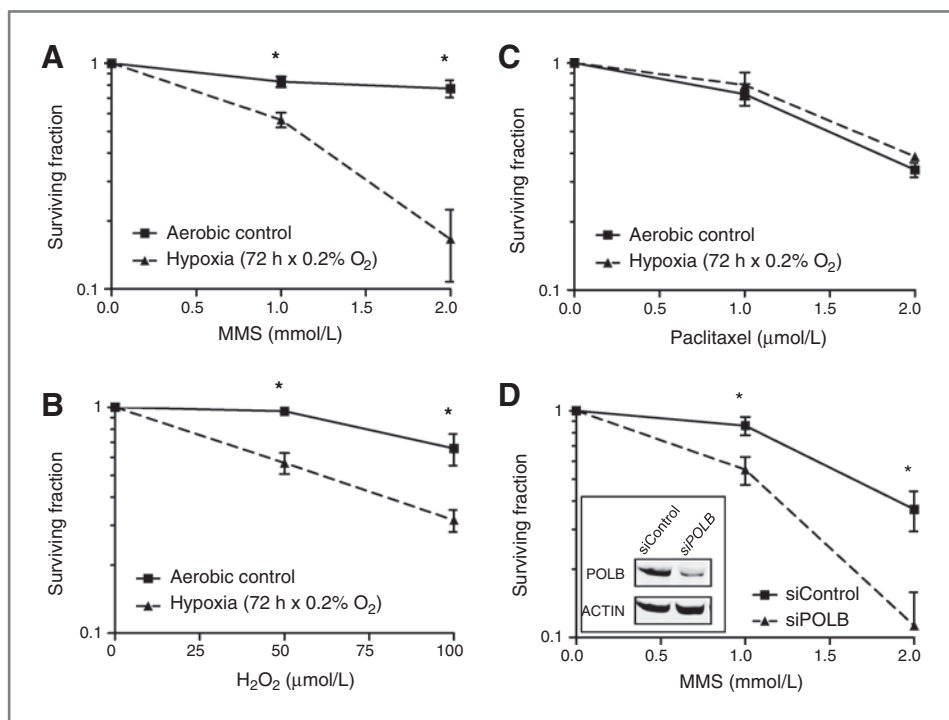 A
*
*
1
Surviving fraction
Aerobic control
Hypoxia (72 h x 0.2% O₂)
0.1
0.0
0.5
1.0
1.5
2.0
MMS (mmol/L)
C
1
Surviving fraction
Aerobic control
Hypoxia (72 h x 0.2% O₂)
0.1
0.0
0.5
1.0
1.5
2.0
Paclitaxel (μmol/L)
B
*
*
1
Surviving fraction
Aerobic control
Hypoxia (72 h x 0.2% O₂)
0.1
0
25
50
75
100
H₂O₂ (μmol/L)
D
*
*
1
Surviving fraction
siControl
siPOLB
POLB
ACTIN
siControl
siPOLB
0.1
0.0
0.5
1.0
1.5
2.0
MMS (mmol/L)